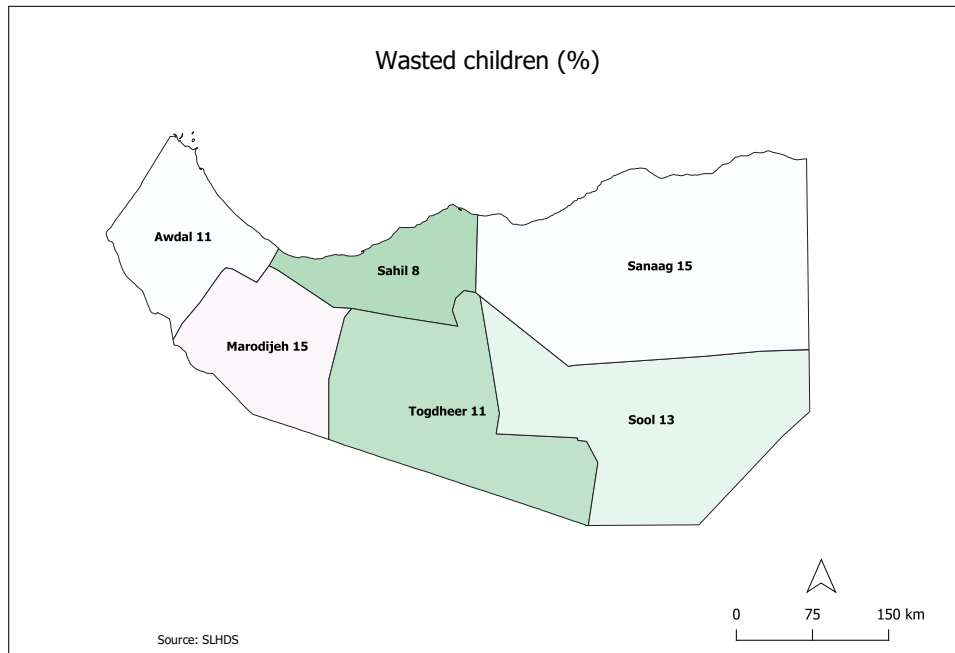 Wasted children (%)
Awdal 11
Sahil 8
Sanaag 15
Marodijeh 15
Togdheer 11
Sool 13
0 75 150 km
Source: SLHDS